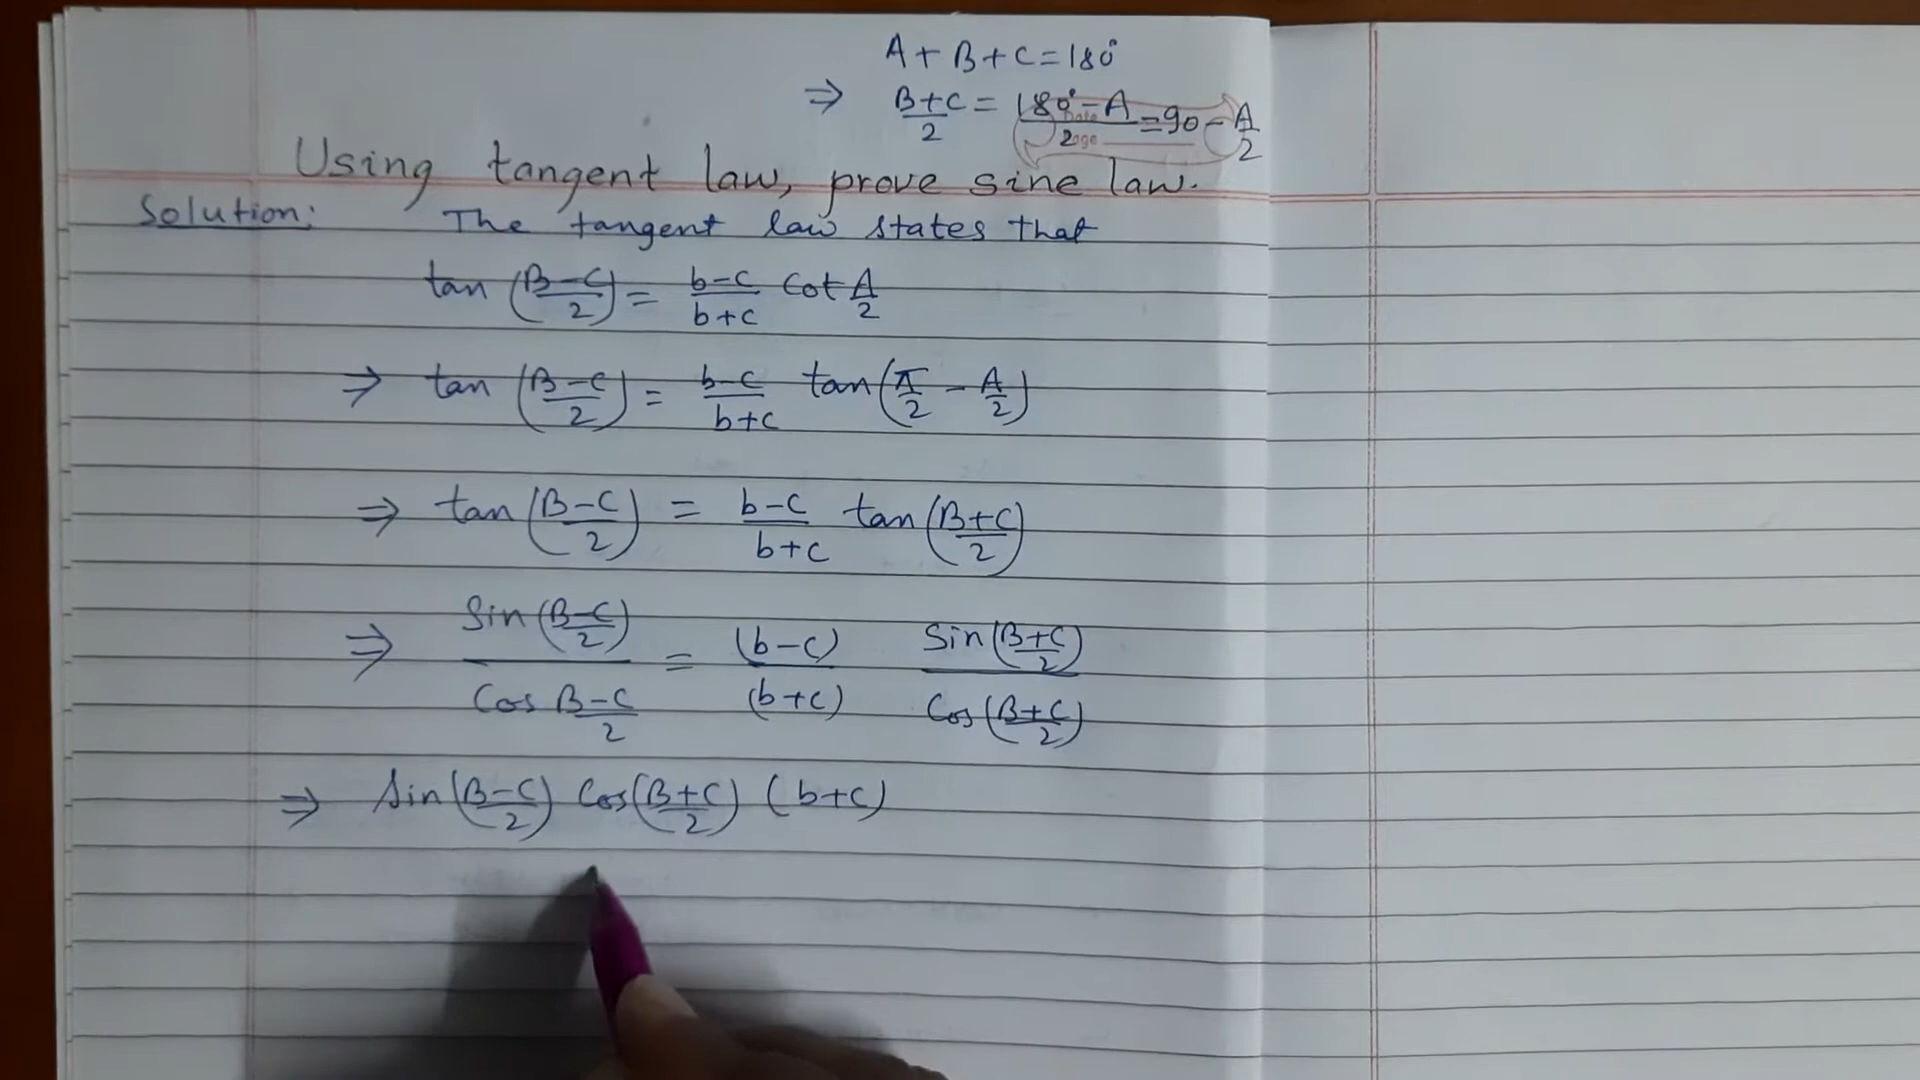 A + B + C = 180°
⇒ B+C/2 = 180°-A/2 = 90 - A/2
Using tangent law, prove sine law.
Solution: The tangent law states that
tan (B-C/2) = b-c/b+c cot A/2
⇒ tan (B-C/2) = b-c/b+c tan (π/2 - A/2)
⇒ tan (B-C/2) = b-c/b+c tan (B+C/2)
⇒ Sin (B-C/2) / Cos B-C/2 = (b-c)/(b+c) Sin (B+C/2) / Cos (B+C/2)
⇒ Sin (B-C/2) Cos (B+C/2) (b+c)